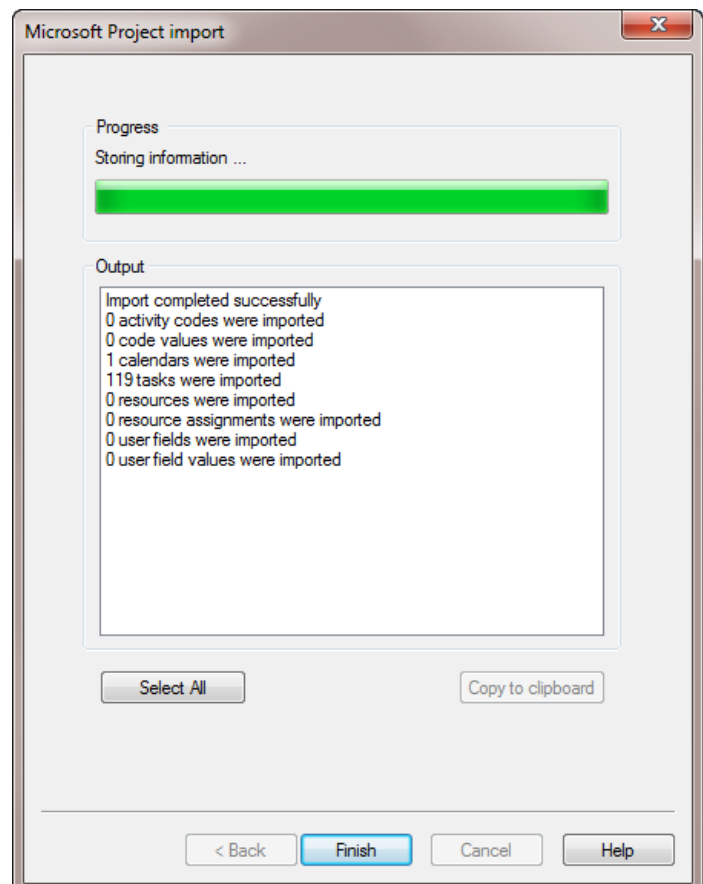 Microsoft Project import
Progress
Storing information ...
Output
Import completed successfully
0 activity codes were imported
0 code values were imported
1 calendars were imported
119 tasks were imported
0 resources were imported
0 resource assignments were imported
0 user fields were imported
0 user field values were imported
Select All
Copy to clipboard
< Back
Finish
Cancel
Help